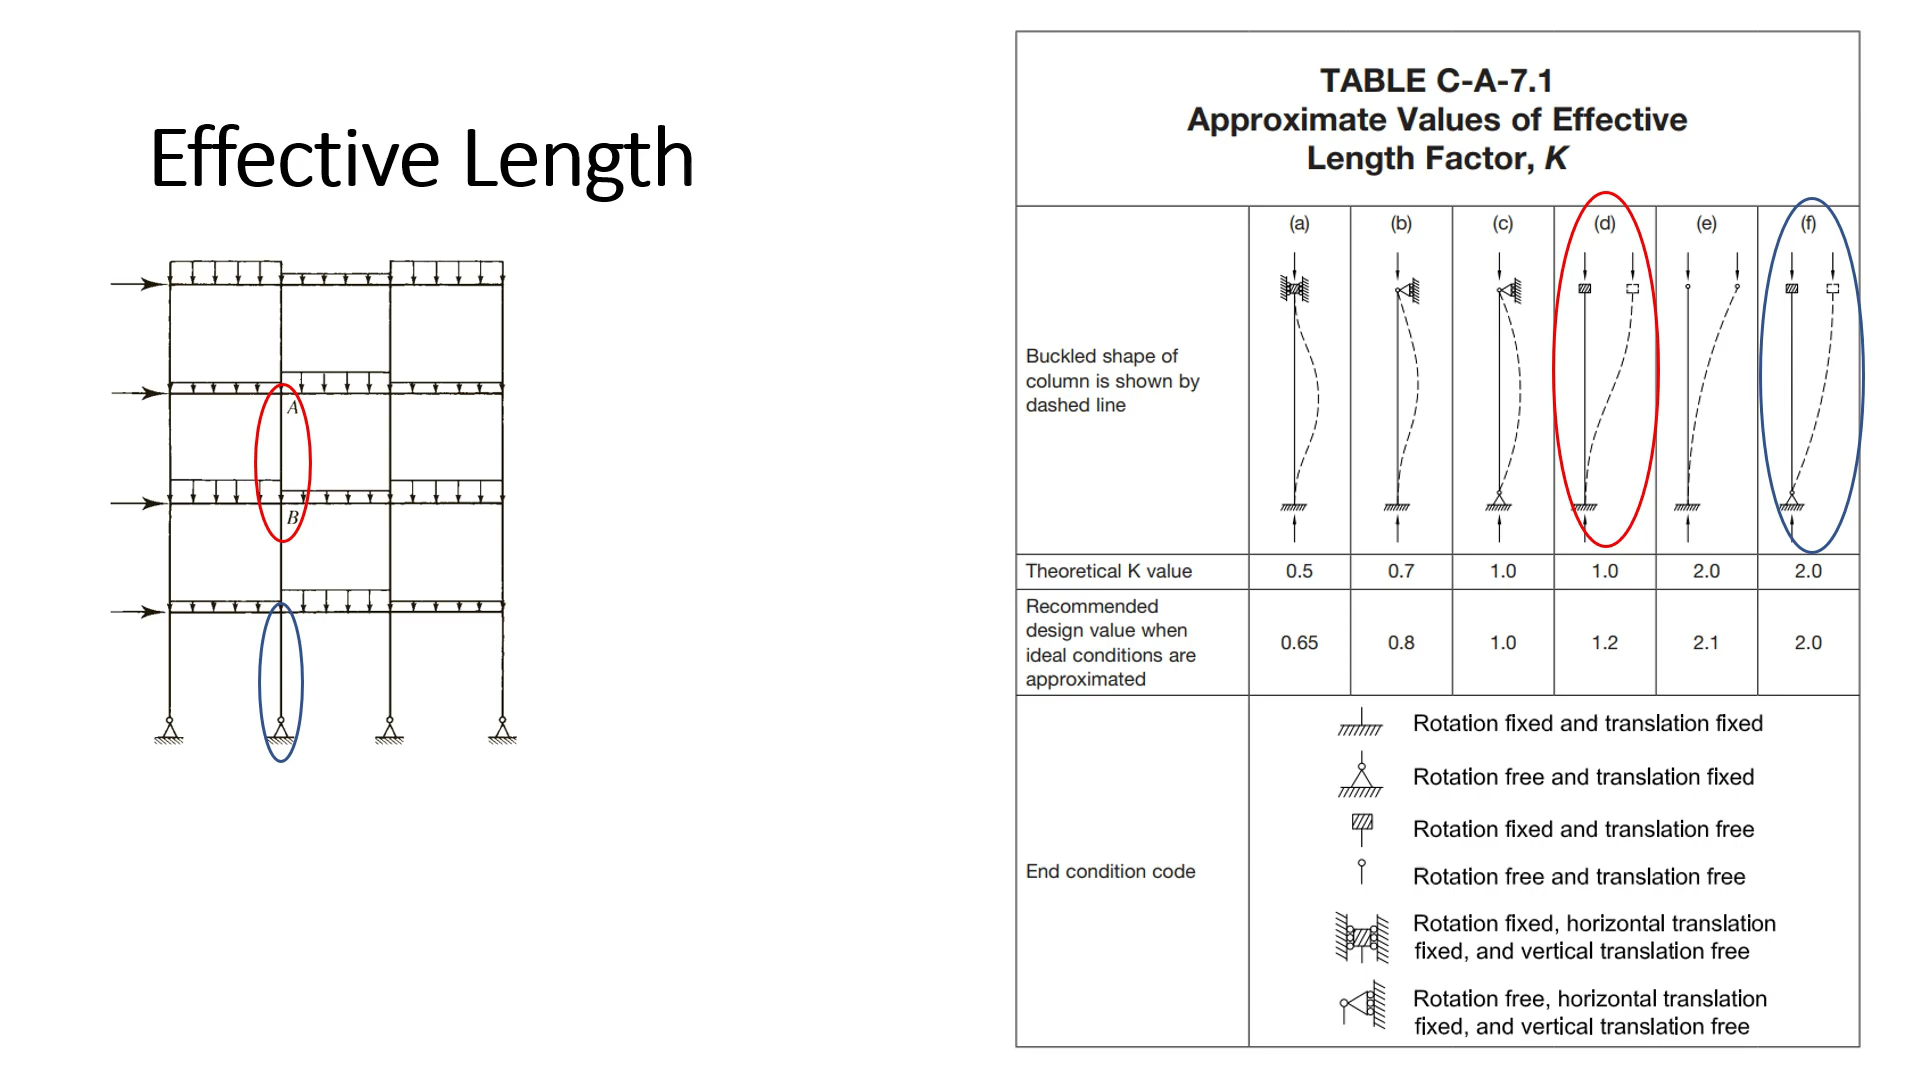 Effective Length
A
B
TABLE C-A-7.1
Approximate Values of Effective
Length Factor, K
(a) (b) (c) (d) (e) (f)
Buckled shape of
column is shown by
dashed line
Theoretical K value 0.5 0.7 1.0 1.0 2.0 2.0
Recommended
design value when
ideal conditions are
approximated
0.65 0.8 1.0 1.2 2.1 2.0
End condition code
Rotation fixed and translation fixed
Rotation free and translation fixed
Rotation fixed and translation free
Rotation free and translation free
Rotation fixed, horizontal translation
fixed, and vertical translation free
Rotation free, horizontal translation
fixed, and vertical translation free